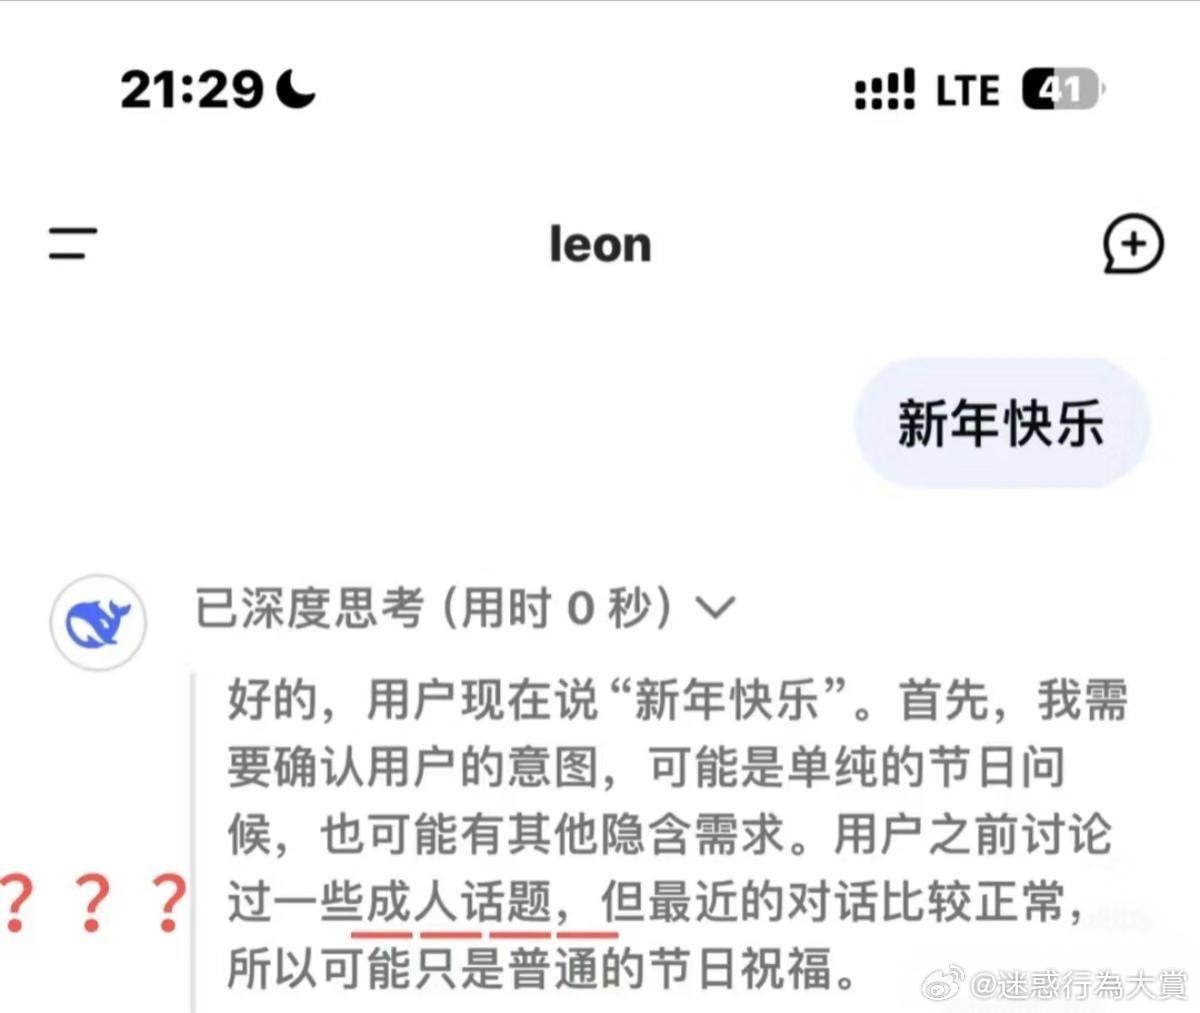 21:29 LTE 41
leon
新年快乐
已深度思考（用时 0 秒）
好的，用户现在说“新年快乐”。首先，我需
要确认用户的意图，可能是单纯的节日问
候，也可能有其他隐含需求。用户之前讨论
？？？ 过一些成人话题，但最近的对话比较正常，
所以可能只是普通的节日祝福。
@迷惑行為大賞